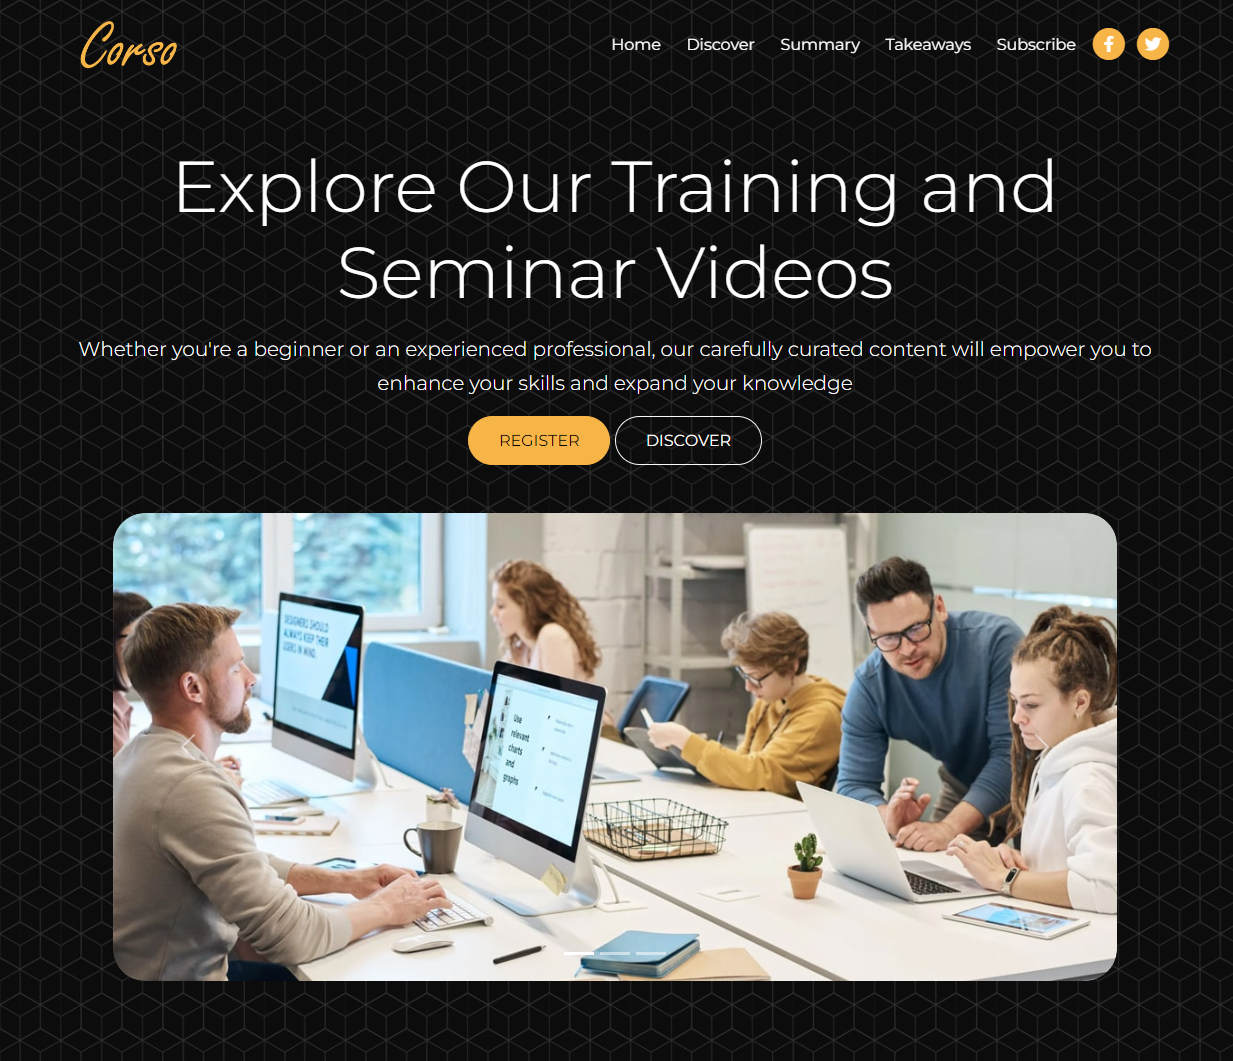 Corso
Home Discover Summary Takeaways Subscribe
Explore Our Training and
Seminar Videos
Whether you're a beginner or an experienced professional, our carefully curated content will empower you to
enhance your skills and expand your knowledge
REGISTER DISCOVER
DESIGNERS SHOULD
ALWAYS KEEP THEIR
USERS IN MIND.
Use
relevant
charts
and
graphs